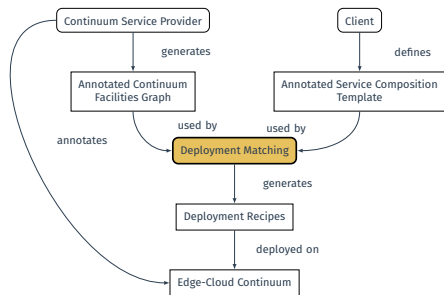 Continuum Service Provider
Client
generates
defines
Annotated Continuum
Facilities Graph
Annotated Service Composition
Template
used by
used by
annotates
Deployment Matching
generates
Deployment Recipes
deployed on
Edge-Cloud Continuum